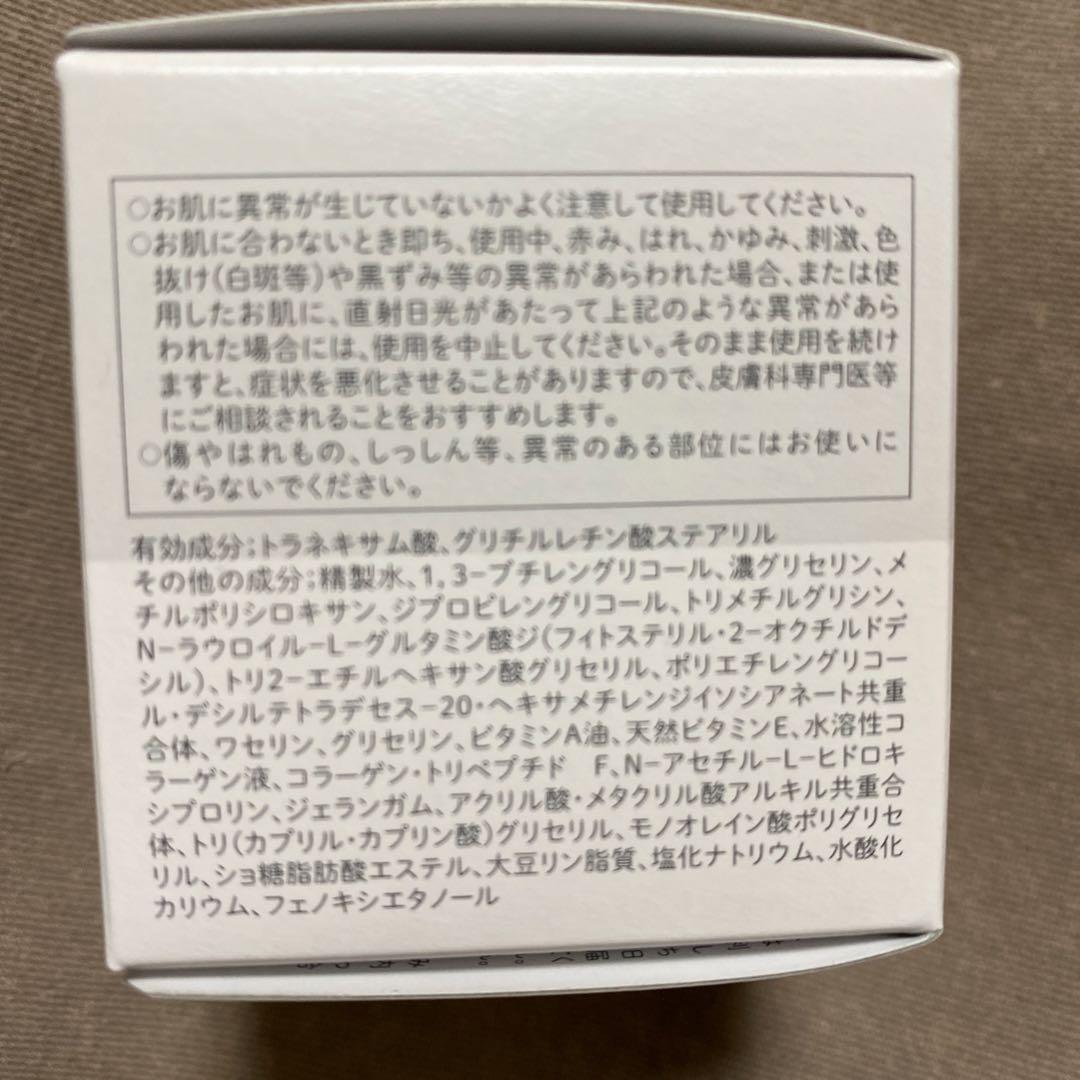 ○お肌に異常が生じていないかよく注意して使用してください。
○お肌に合わないとき即ち、使用中、赤み、はれ、かゆみ、刺激、色
抜け(白斑等)や黒ずみ等の異常があらわれた場合、または使
用したお肌に、直射日光があたって上記のような異常があら
われた場合には、使用を中止してください。そのまま使用を続け
ますと、症状を悪化させることがありますので、皮膚科専門医等
にご相談されることをおすすめします。
○傷やはれもの、しっしん等、異常のある部位にはお使いに
ならないでください。
有効成分:トラネキサム酸、グリチルレチン酸ステアリル
その他の成分:精製水、1,3-ブチレングリコール、濃グリセリン、メ
チルポリシロキサン、ジプロピレングリコール、トリメチルグリシン、
N-ラウロイル-L-グルタミン酸ジ(フィトステリル・2-オクチルドデ
シル)、トリ2-エチルヘキサン酸グリセリル、ポリエチレングリコー
ル・デシルテトラデセス-20・ヘキサメチレンジイソシアネート共重
合体、ワセリン、グリセリン、ビタミンA油、天然ビタミンE、水溶性コ
ラーゲン液、コラーゲン・トリペプチド F、N-アセチル-L-ヒドロキ
シプロリン、ジェランガム、アクリル酸・メタクリル酸アルキル共重合
体、トリ(カプリル・カプリン酸)グリセリル、モノオレイン酸ポリグリセ
リル、ショ糖脂肪酸エステル、大豆リン脂質、塩化ナトリウム、水酸化
カリウム、フェノキシエタノール